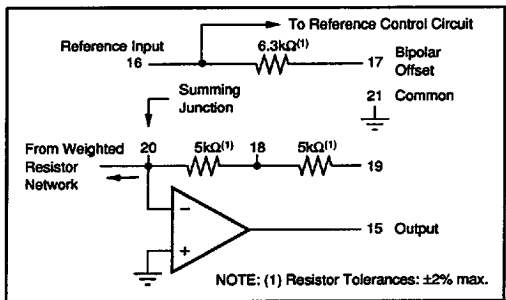 To Reference Control Circuit
Reference Input
16
6.3kΩ(1)
17
Bipolar
Offset
21
Common
Summing
Junction
From Weighted
Resistor
Network
20
5kΩ(1)
18
5kΩ(1)
19
−
+
15
Output
NOTE: (1) Resistor Tolerances: ±2% max.